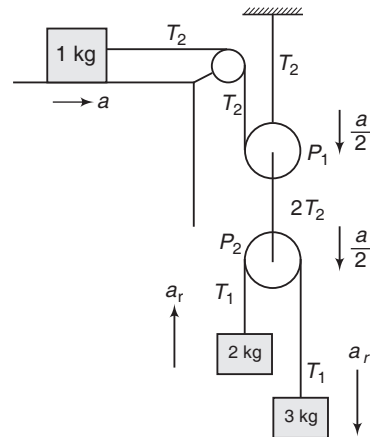 1 kg
T₂
a
T₂
T₂
P₁
a/2
2T₂
P₂
a/2
T₁
aᵣ
2 kg
T₁
aᵣ
3 kg